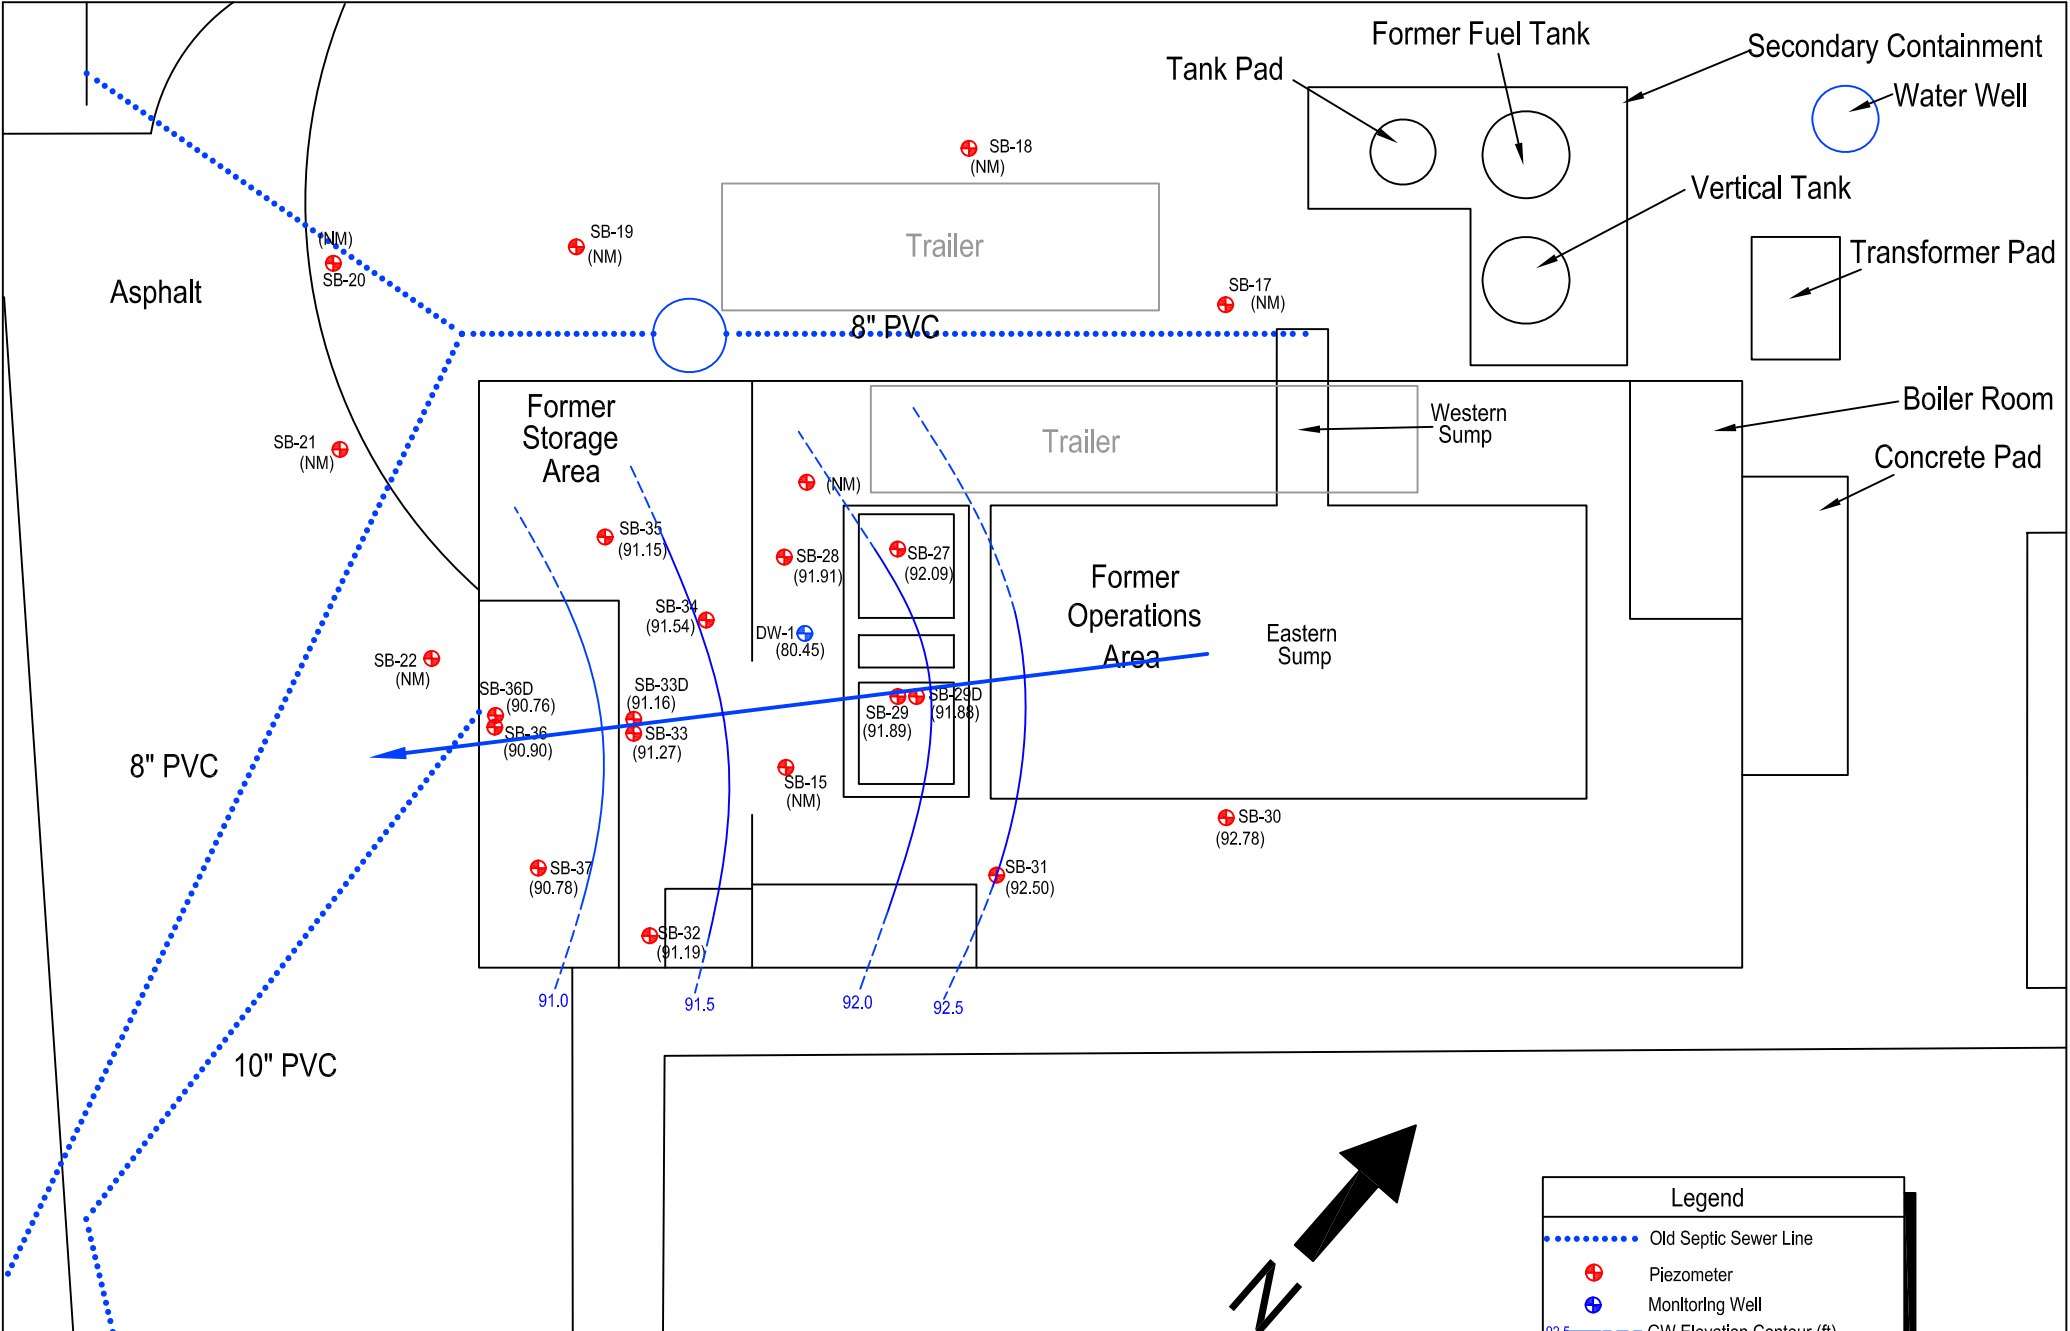 Former Fuel Tank
Secondary Containment
Tank Pad
Water Well
SB-18
(NM)
Vertical Tank
SB-19
(NM)
Trailer
(NM)
SB-20
Transformer Pad
Asphalt
SB-17
(NM)
8" PVC
Former
Storage
Area
Western
Sump
Boiler Room
Trailer
SB-21
(NM)
Concrete Pad
(NM)
SB-35
(91.15)
SB-28
(91.91)
SB-27
(92.09)
Former
Operations
Area
SB-34
(91.54)
DW-1
(80.45)
Eastern
Sump
SB-22
(NM)
SB-36D
(90.76)
SB-36
(90.90)
SB-33D
(91.16)
SB-33
(91.27)
SB-29D
(91.88)
SB-29
(91.89)
8" PVC
SB-15
(NM)
SB-30
(92.78)
SB-37
(90.78)
SB-31
(92.50)
SB-32
(91.19)
91.0
91.5
92.0
92.5
10" PVC
N
Legend
Old Septic Sewer Line
Piezometer
Monitoring Well
92.5
GW Elevation Contour (ft)